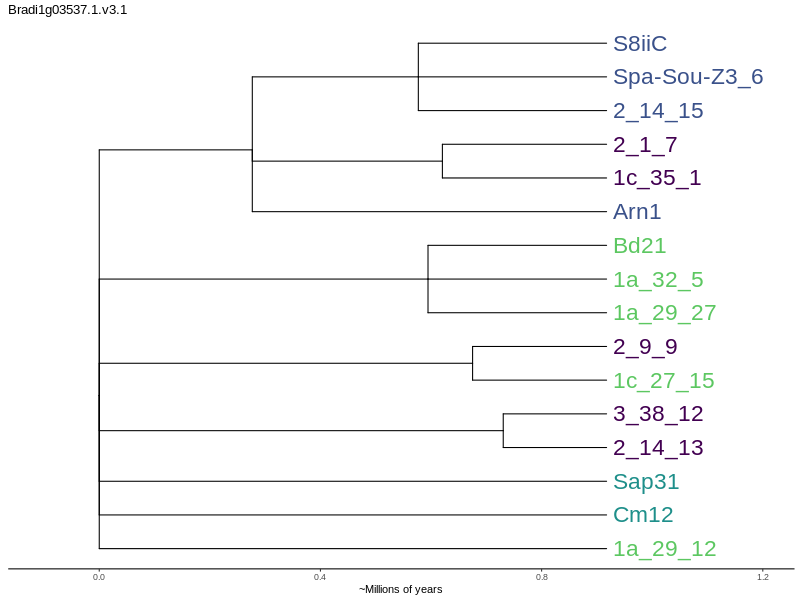 Bradi1g03537.1.v3.1
S8iiC
Spa-Sou-Z3_6
2_14_15
2_1_7
1c_35_1
Arn1
Bd21
1a_32_5
1a_29_27
2_9_9
1c_27_15
3_38_12
2_14_13
Sap31
Cm12
1a_29_12
0.0 0.4 0.8 1.2
~Millions of years